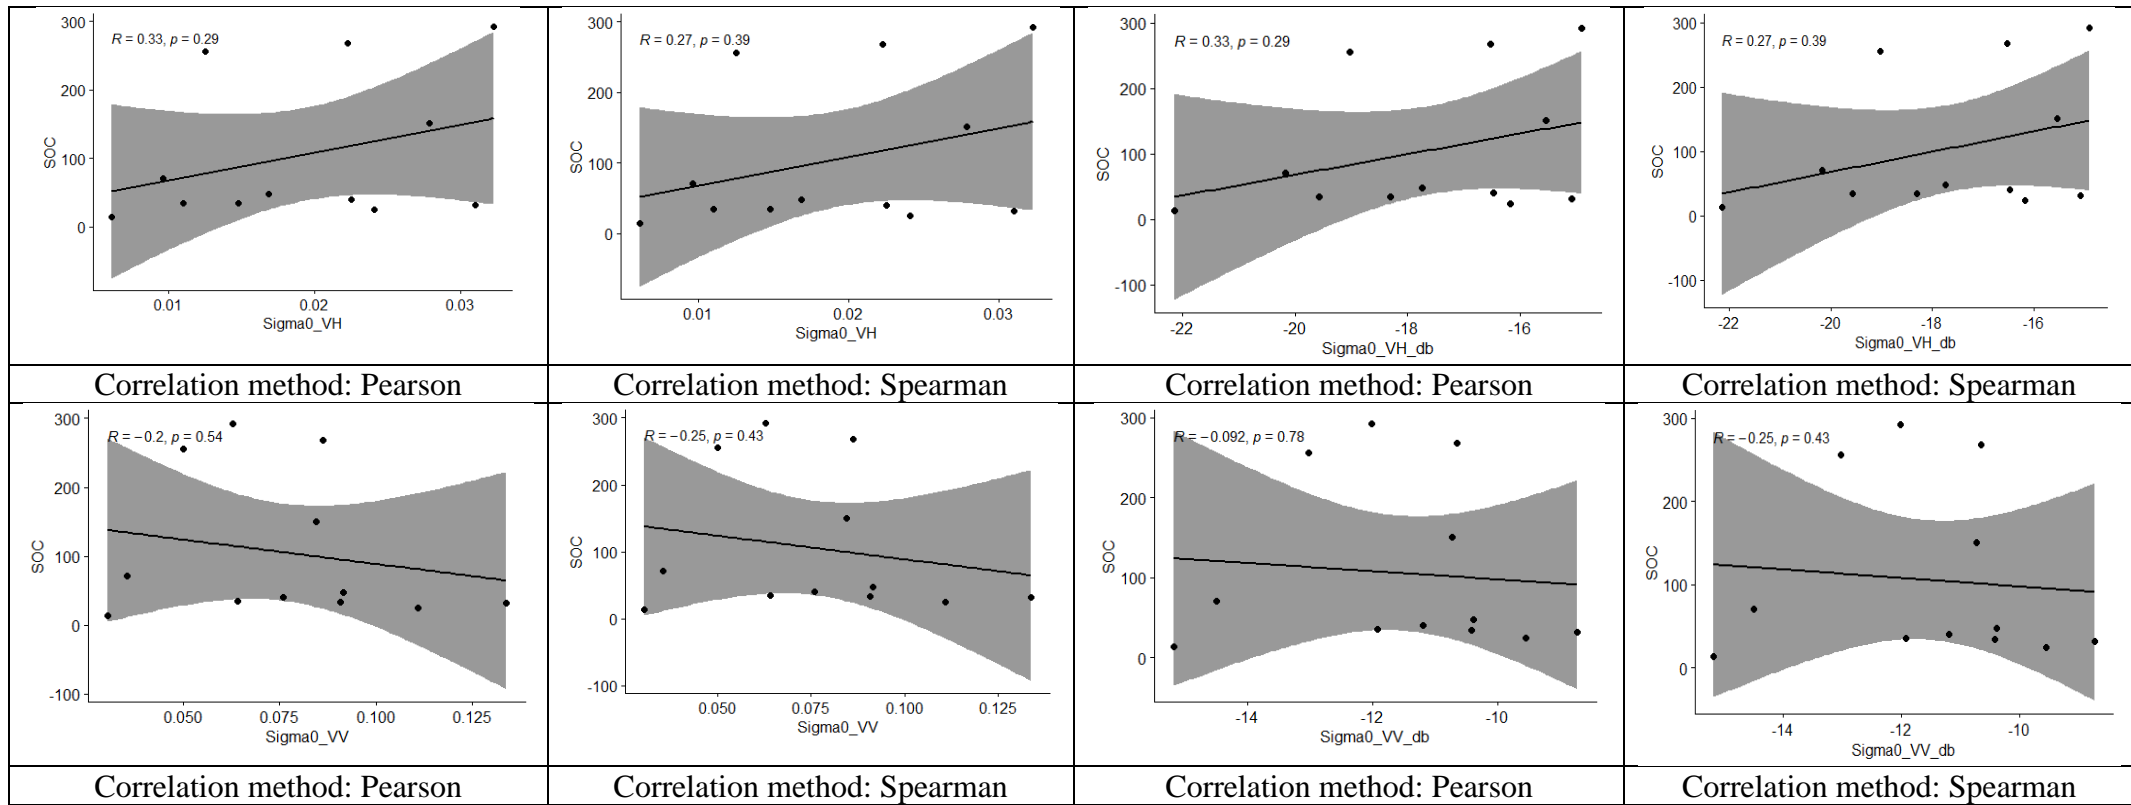 300
200
100
0
SOC
R = 0.33, p = 0.29
0.01 0.02 0.03
Sigma0_VH
300
200
100
0
SOC
R = 0.27, p = 0.39
0.01 0.02 0.03
Sigma0_VH
300
200
100
0
-100
SOC
R = 0.33, p = 0.29
-22 -20 -18 -16
Sigma0_VH_db
300
200
100
0
-100
SOC
R = 0.27, p = 0.39
-22 -20 -18 -16
Sigma0_VH_db
Correlation method: Pearson
Correlation method: Spearman
Correlation method: Pearson
Correlation method: Spearman
300
200
100
0
-100
SOC
R = −0.2, p = 0.54
0.050 0.075 0.100 0.125
Sigma0_VV
300
200
100
0
-100
SOC
R = −0.25, p = 0.43
0.050 0.075 0.100 0.125
Sigma0_VV
300
200
100
0
SOC
R = −0.092, p = 0.78
-14 -12 -10
Sigma0_VV_db
300
200
100
0
SOC
R = −0.25, p = 0.43
-14 -12 -10
Sigma0_VV_db
Correlation method: Pearson
Correlation method: Spearman
Correlation method: Pearson
Correlation method: Spearman